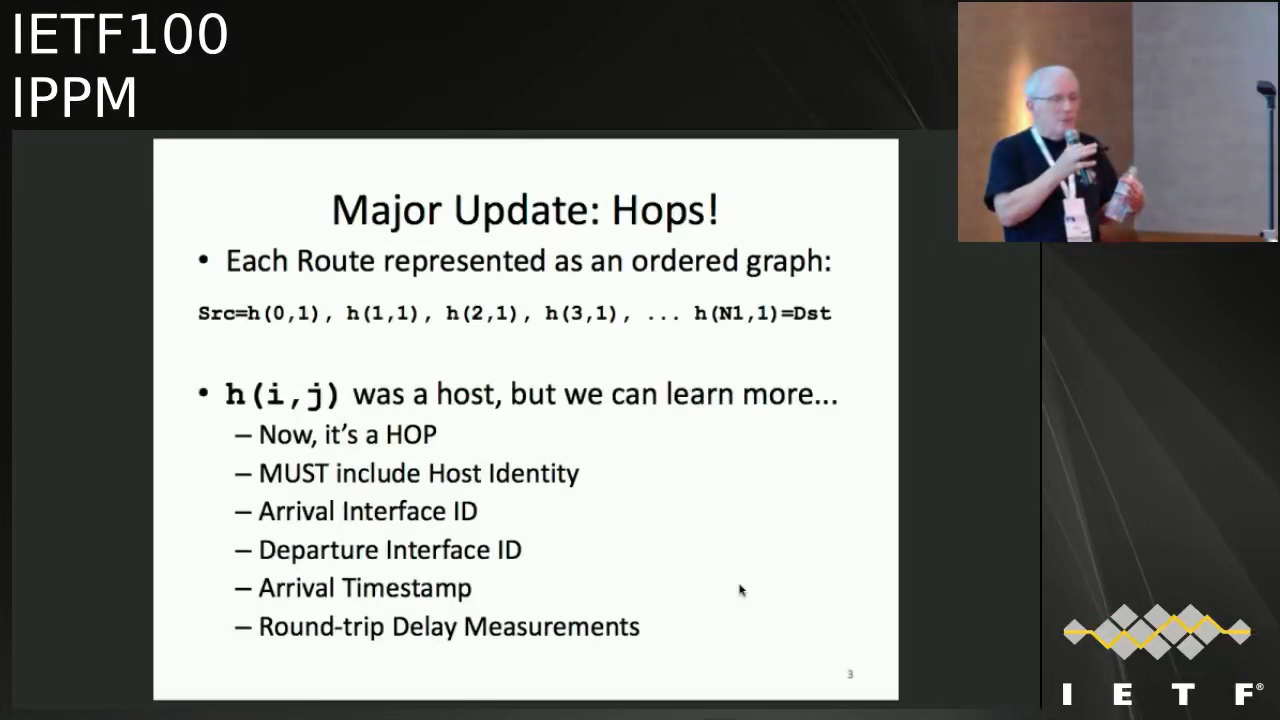 IETF100
IPPM
Major Update: Hops!
• Each Route represented as an ordered graph:
Src=h(0,1), h(1,1), h(2,1), h(3,1), ... h(N1,1)=Dst
• h(i,j) was a host, but we can learn more...
– Now, it's a HOP
– MUST include Host Identity
– Arrival Interface ID
– Departure Interface ID
– Arrival Timestamp
– Round-trip Delay Measurements
3
I E T F®